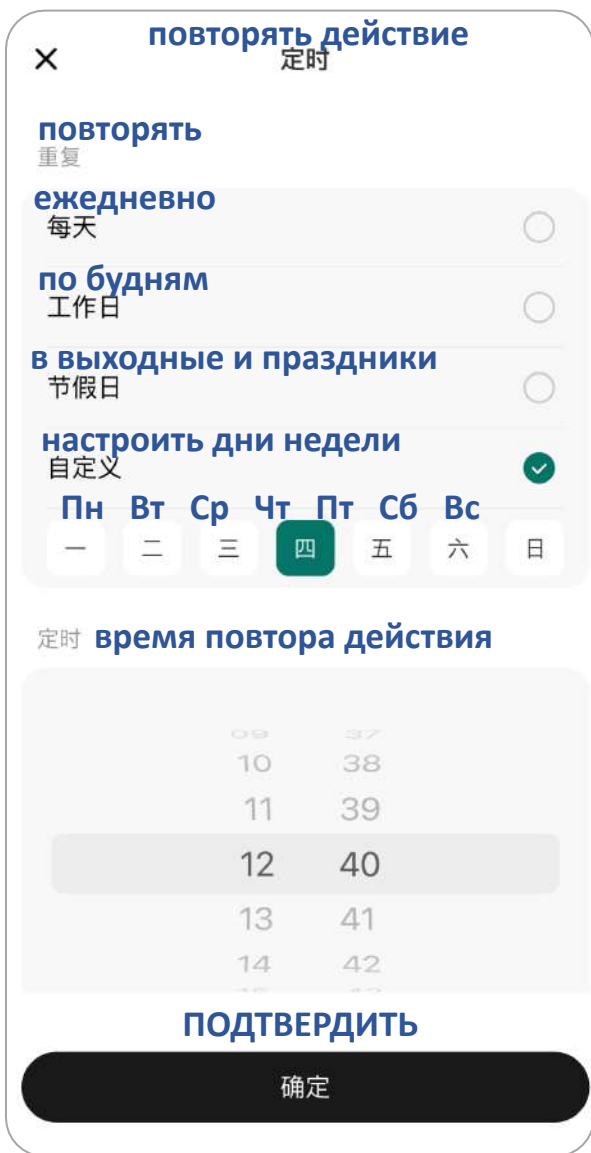 повторять действие
定时
повторять
重复
ежедневно
每天
по будням
工作日
в выходные и праздники
节假日
настроить дни недели
自定义
Пн Вт Ср Чт Пт Сб Вс
一 二 三 四 五 六 日
定时 время повтора действия
09 37
10 38
11 39
12 40
13 41
14 42
ПОДТВЕРДИТЬ
确定